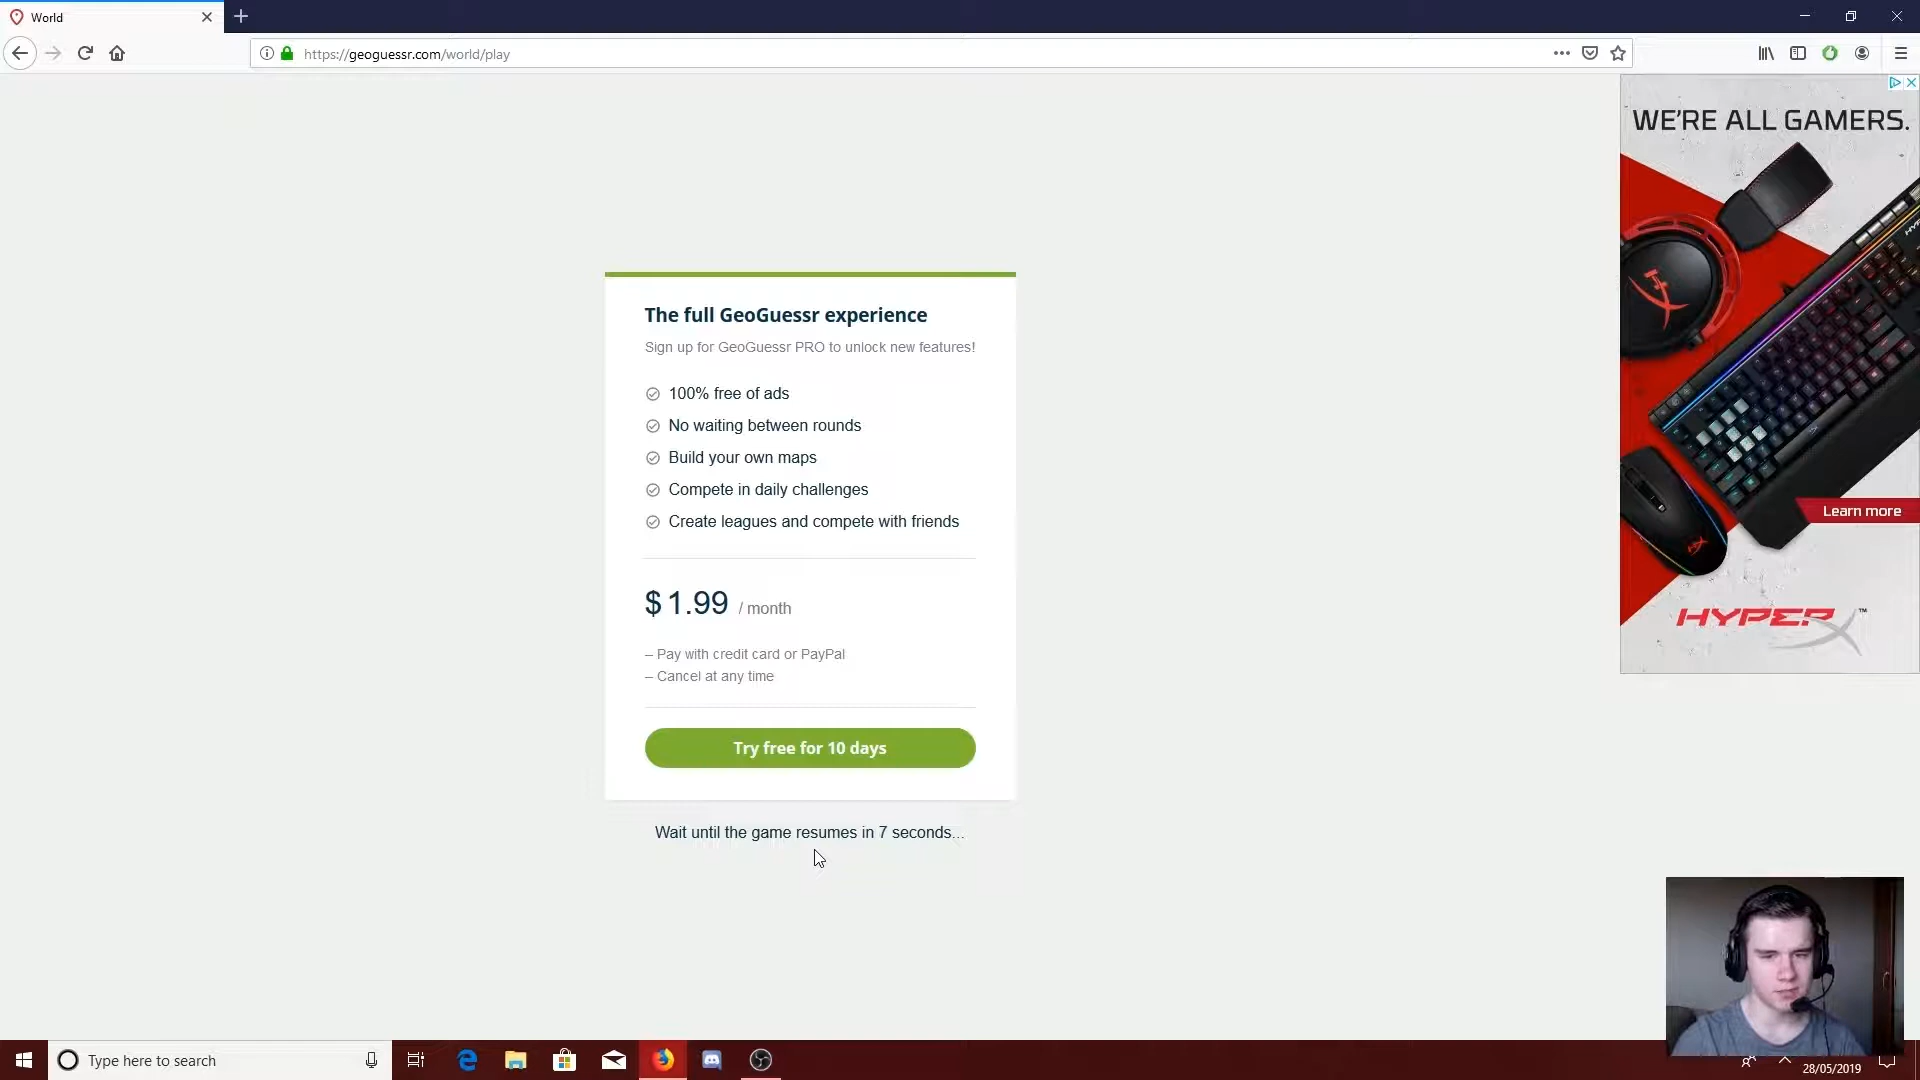 World
https://geoguessr.com/world/play
WE'RE ALL GAMERS.
The full GeoGuessr experience
Sign up for GeoGuessr PRO to unlock new features!
100% free of ads
No waiting between rounds
Build your own maps
Compete in daily challenges
Create leagues and compete with friends
Learn more
$ 1.99 / month
HYPERX™
– Pay with credit card or PayPal
– Cancel at any time
Try free for 10 days
Wait until the game resumes in 7 seconds...
Type here to search
28/05/2019